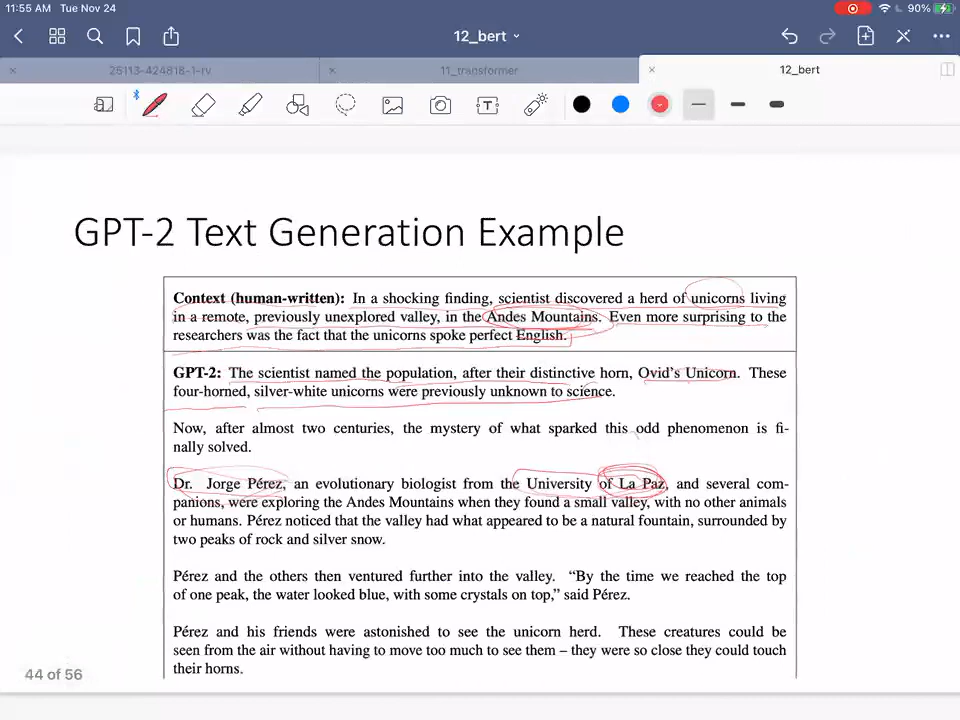 11:55 AM Tue Nov 24
90%
12_bert
25113-424818-1-rv
11_transformer
12_bert
GPT-2 Text Generation Example
Context (human-written): In a shocking finding, scientist discovered a herd of unicorns living
in a remote, previously unexplored valley, in the Andes Mountains. Even more surprising to the
researchers was the fact that the unicorns spoke perfect English.
GPT-2: The scientist named the population, after their distinctive horn, Ovid's Unicorn. These
four-horned, silver-white unicorns were previously unknown to science.
Now, after almost two centuries, the mystery of what sparked this odd phenomenon is fi-
nally solved.
Dr. Jorge Pérez, an evolutionary biologist from the University of La Paz, and several com-
panions, were exploring the Andes Mountains when they found a small valley, with no other animals
or humans. Pérez noticed that the valley had what appeared to be a natural fountain, surrounded by
two peaks of rock and silver snow.
Pérez and the others then ventured further into the valley. “By the time we reached the top
of one peak, the water looked blue, with some crystals on top,” said Pérez.
Pérez and his friends were astonished to see the unicorn herd. These creatures could be
seen from the air without having to move too much to see them – they were so close they could touch
their horns.
44 of 56